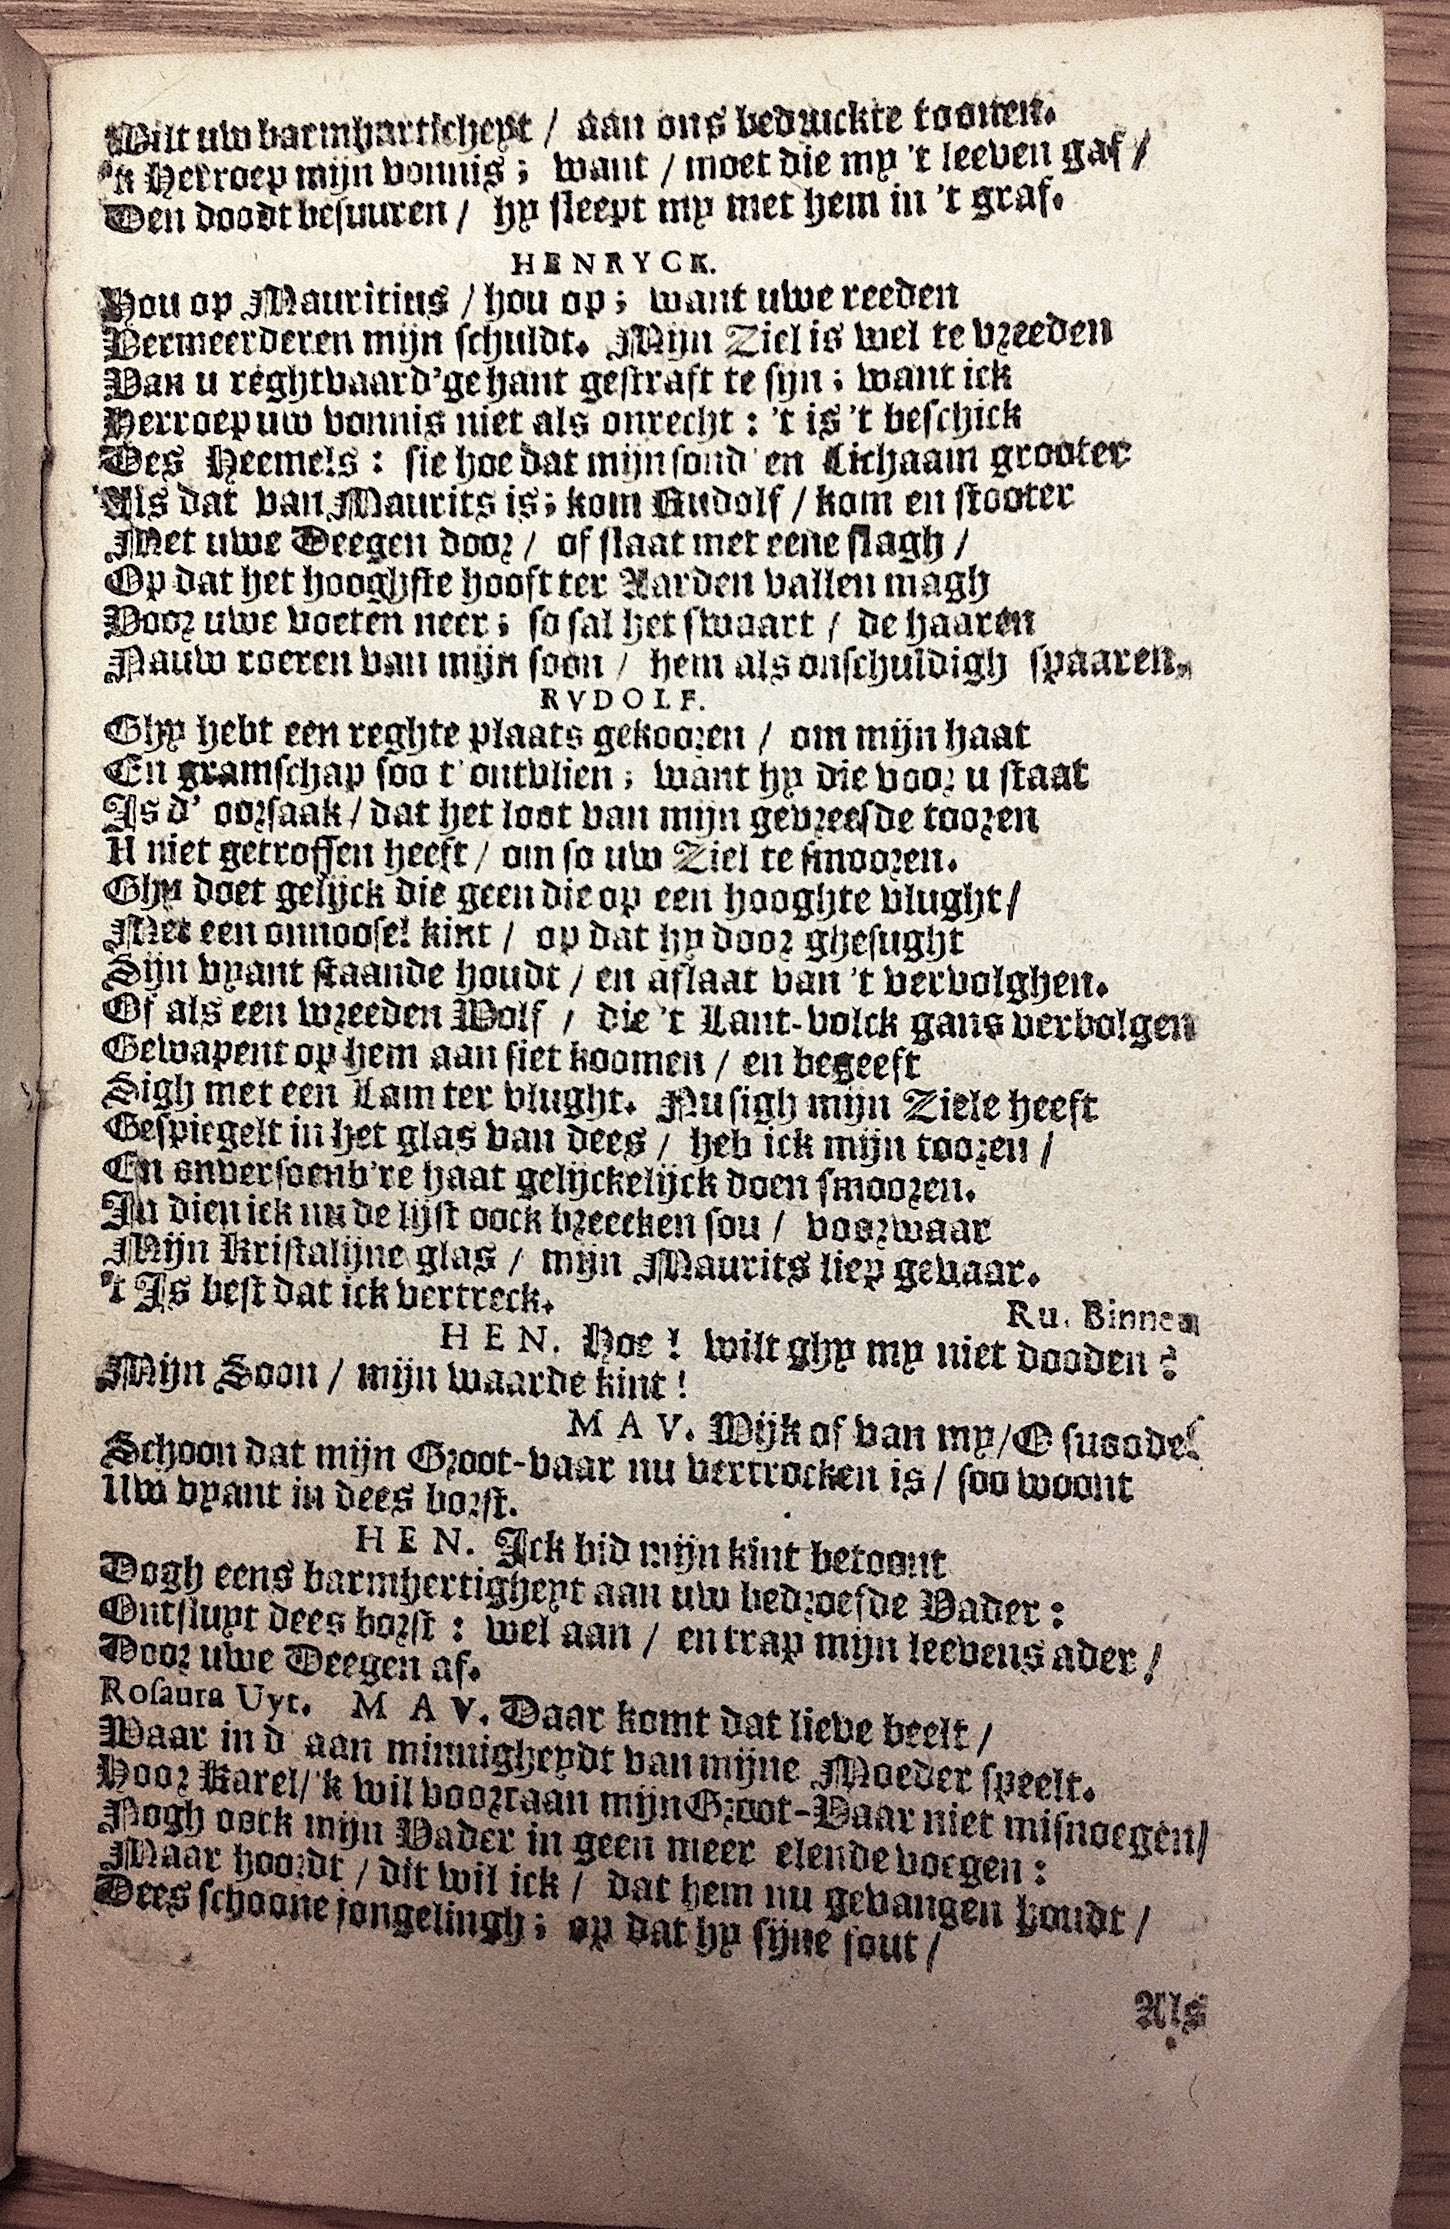 Wilt uw barmharticheyt / aan ons bedruckte toonen.
'k Herroep mijn vonnis ; want / moet die my 't leeven gaf /
Den doodt besuuren / hy sleept my met hem in 't graf.
HENRYCK.
Hou op Mauritius / hou op ; want uwe reeden
Vermeerderen mijn schuldt. Mijn Ziel is wel te vreeden
Van u reghtvaard'ge hant gestraft te sijn ; want ick
Herroep uw vonnis niet als onrecht : 't is 't beschick
Des Heemels : sie hoe dat mijn sond' en Lichaam grooter
Als dat van Maurits is ; kom Rudolf / kom en stooter
Met uwe Deegen door / of slaat met eene slagh /
Op dat het hooghste hooft ter Aarden vallen magh
Voor uwe voeten neer ; so sal het swaart / de haaren
Nauw roeren van mijn soon / hem als onschuldigh spaaren.
RVDOLF.
Ghy hebt een reghte plaats gekooren / om mijn haat
En gramschap soo t'ontvlien ; want hy die voor u staat
Is d' oorsaak / dat het loot van mijn gevreesde tooren
U niet getroffen heeft / om so uw Ziel te smooren.
Ghy doet gelijck die geen die op een hooghte vlught /
Met een onnoosel kint / op dat hy door ghesught
Sijn vyant staande houdt / en aflaat van 't vervolghen.
Of als een wreeden Wolf / die 't Lant-volck gans verbolgen
Gewapent op hem aan siet koomen / en begeeft
Sigh met een Lam ter vlught. Nu sigh mijn Ziele heeft
Gespiegelt in het glas van dees / heb ick mijn tooren /
En onversoenb're haat gelijckelijck doen smooren.
In dien ick nu de lijst oock breecken sou / voorwaar
Mijn Kristalijne glas / mijn Maurits liep gevaar.
't Is best dat ick vertreck.
Ru. Binnen
HEN. Hoe ! wilt ghy my niet dooden ?
Mijn Soon / mijn waarde kint !
MAV. Wijk of van my / O snoode !
Schoon dat mijn Groot-vaar nu vertrocken is / soo woont
Uw vyant in dees borst.
HEN. Ick bid mijn kint betoont
Dogh eens barmhertigheyt aan uw bedroefde Vader :
Ontsluyt dees borst : wel aan / en trap mijn leevens ader /
Door uwe Deegen af.
Rosaura Uyt. MAV. Daar komt dat lieve beelt /
Waar in d' aan minnigheydt van mijne Moeder speelt.
Hoor Karel / 'k wil voortaan mijn Groot-Vaar niet misnoegen /
Nogh oock mijn Vader in geen meer elende voegen :
Maar hoordt / dit wil ick / dat hem nu gevangen houdt /
Dees schoone jongelingh ; op dat hy sijne fout /
Als